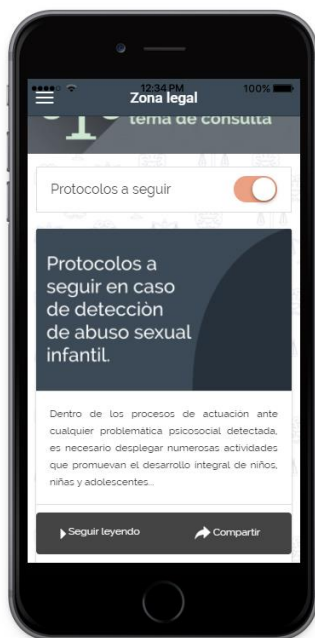 12:34 PM
100%
Zona legal
tema de consulta
Protocolos a seguir
Protocolos a
seguir en caso
de detecciòn
de abuso sexual
infantil.
Dentro de los procesos de actuación ante
cualquier problemática psicosocial detectada,
es necesario desplegar numerosas actividades
que promuevan el desarrollo integral de niños,
niñas y adolescentes...
Seguir leyendo
Compartir